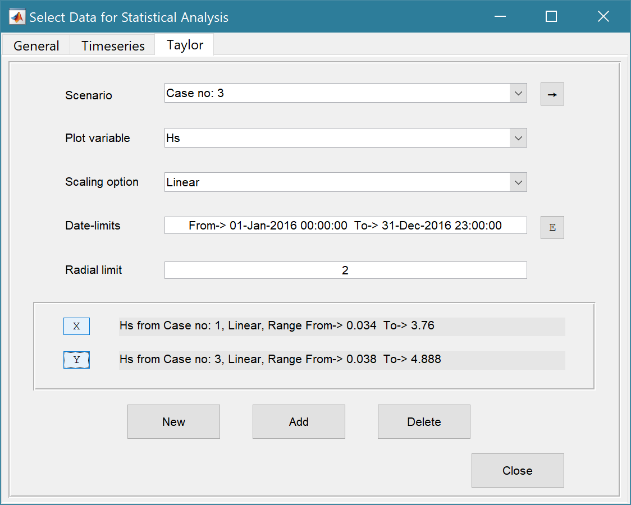 Select Data for Statistical Analysis
General Timeseries Taylor
Scenario Case no: 3 →
Plot variable Hs
Scaling option Linear
Date-limits From-> 01-Jan-2016 00:00:00 To-> 31-Dec-2016 23:00:00 E
Radial limit 2
X Hs from Case no: 1, Linear, Range From-> 0.034 To-> 3.76
Y Hs from Case no: 3, Linear, Range From-> 0.038 To-> 4.888
New Add Delete
Close